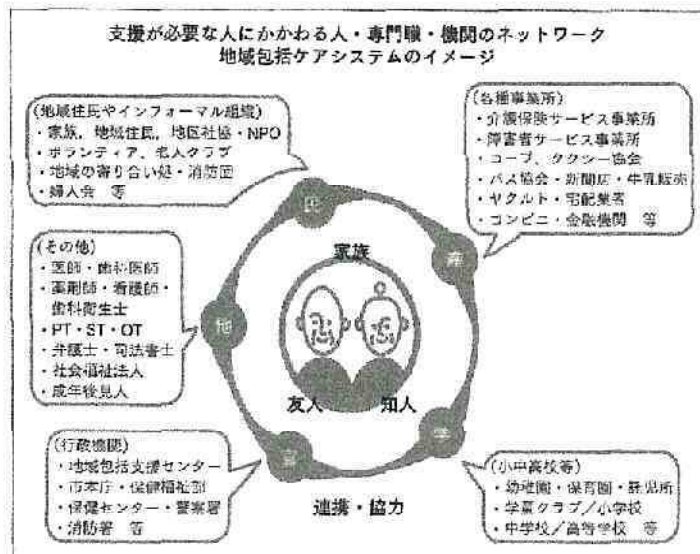 支援が必要な人にかかわる人・専門職・機関のネットワーク
地域包括ケアシステムのイメージ
(地域住民やインフォーマル組織)
・家族，地域住民，地区社協・NPO
・ボランティア、老人クラブ
・地域の寄り合い処・消防団
・婦人会 等
(各種事業所)
・介護保険サービス事業所
・障害者サービス事業所
・コープ、タクシー協会
・バス協会・新聞店・牛乳販売
・ヤクルト・宅配業者
・コンビニ・金融機関 等
民
産
家族
(その他)
・医師・歯科医師
・薬剤師・看護師・
歯科衛生士
・PT・ST・OT
・弁護士・司法書士
・社会福祉法人
・成年後見人
他
友人
知人
官
学
(行政機関)
・地域包括支援センター
・市本庁・保健福祉部
・保健センター・警察署
・消防署 等
連携・協力
(小中高校等)
・幼稚園・保育園・託児所
・学童クラブ／小学校
・中学校／高等学校 等